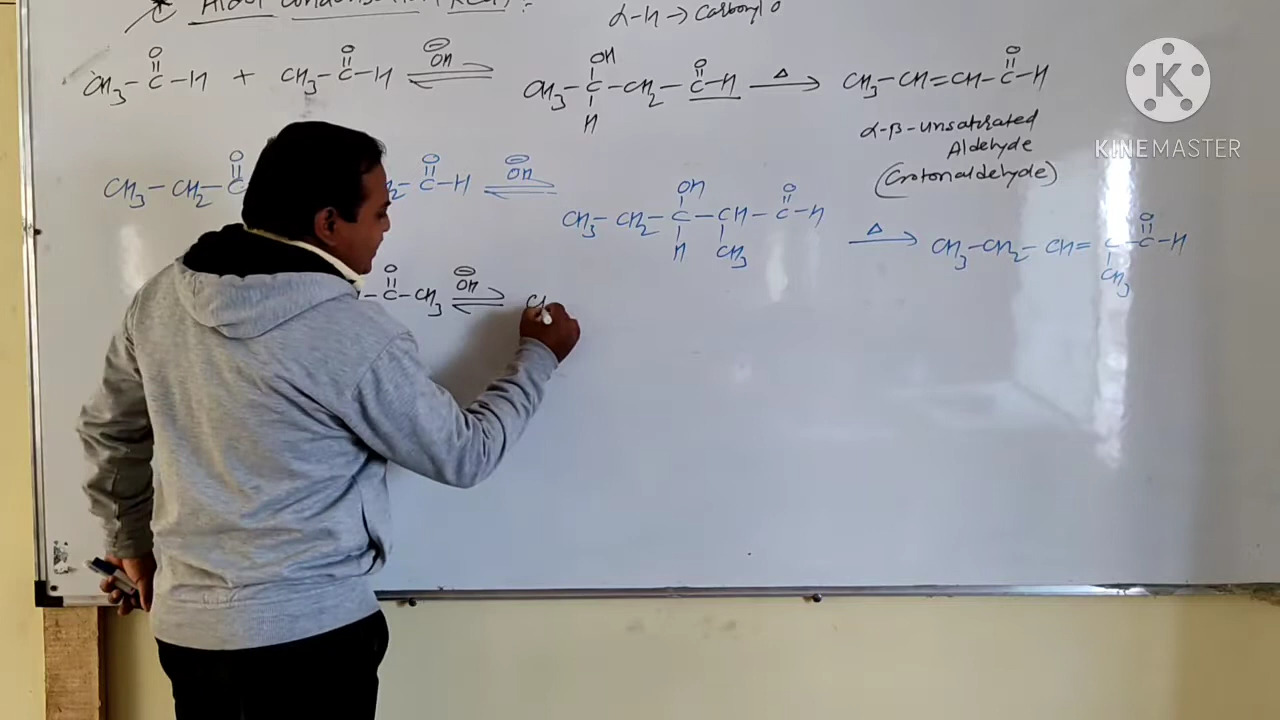 Aldol Condensation
α-H → Carbonyl
CH3-C-H + CH3-C-H ⇌ CH3-C-CH2-C-H → CH3-CH=CH-C-H
O O ⊖OH OH O Δ O
H
α-β-unsaturated
Aldehyde
(Crotonaldehyde)
CH3-CH2-C C-H ⇌ CH3-CH2-C-CH-C-H → CH3-CH2-CH=C-C-H
O O ⊖OH OH O Δ O
H CH3 CH3
C-CH3 ⇌ CH
O ⊖OH
K
KINEMASTER